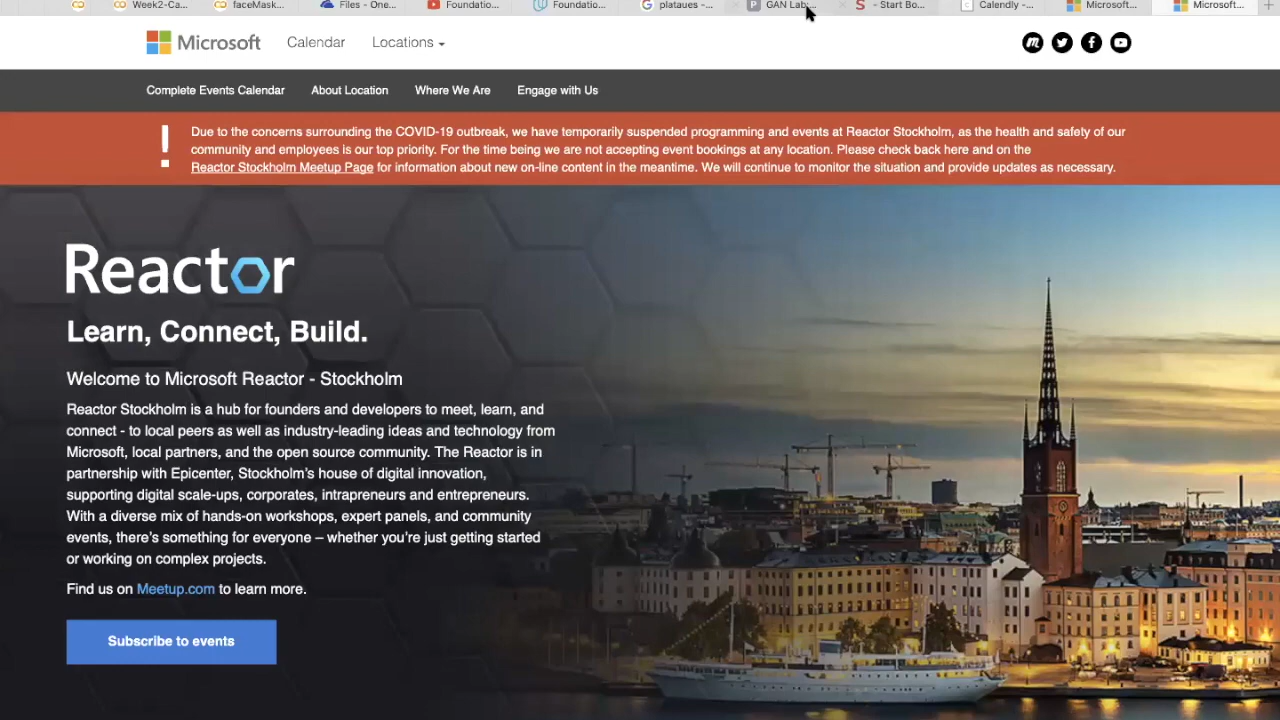 Week2-Ca...
faceMask...
Files - One...
Foundatio...
Foundatio...
plataues -...
GAN Lab:...
- Start Bo...
Calendly -...
Microsoft...
Microsoft...
Microsoft
Calendar
Locations
Complete Events Calendar
About Location
Where We Are
Engage with Us
Due to the concerns surrounding the COVID-19 outbreak, we have temporarily suspended programming and events at Reactor Stockholm, as the health and safety of our
community and employees is our top priority. For the time being we are not accepting event bookings at any location. Please check back here and on the
Reactor Stockholm Meetup Page for information about new on-line content in the meantime. We will continue to monitor the situation and provide updates as necessary.
Reactor
Learn, Connect, Build.
Welcome to Microsoft Reactor - Stockholm
Reactor Stockholm is a hub for founders and developers to meet, learn, and
connect - to local peers as well as industry-leading ideas and technology from
Microsoft, local partners, and the open source community. The Reactor is in
partnership with Epicenter, Stockholm's house of digital innovation,
supporting digital scale-ups, corporates, intrapreneurs and entrepreneurs.
With a diverse mix of hands-on workshops, expert panels, and community
events, there's something for everyone – whether you're just getting started
or working on complex projects.
Find us on Meetup.com to learn more.
Subscribe to events